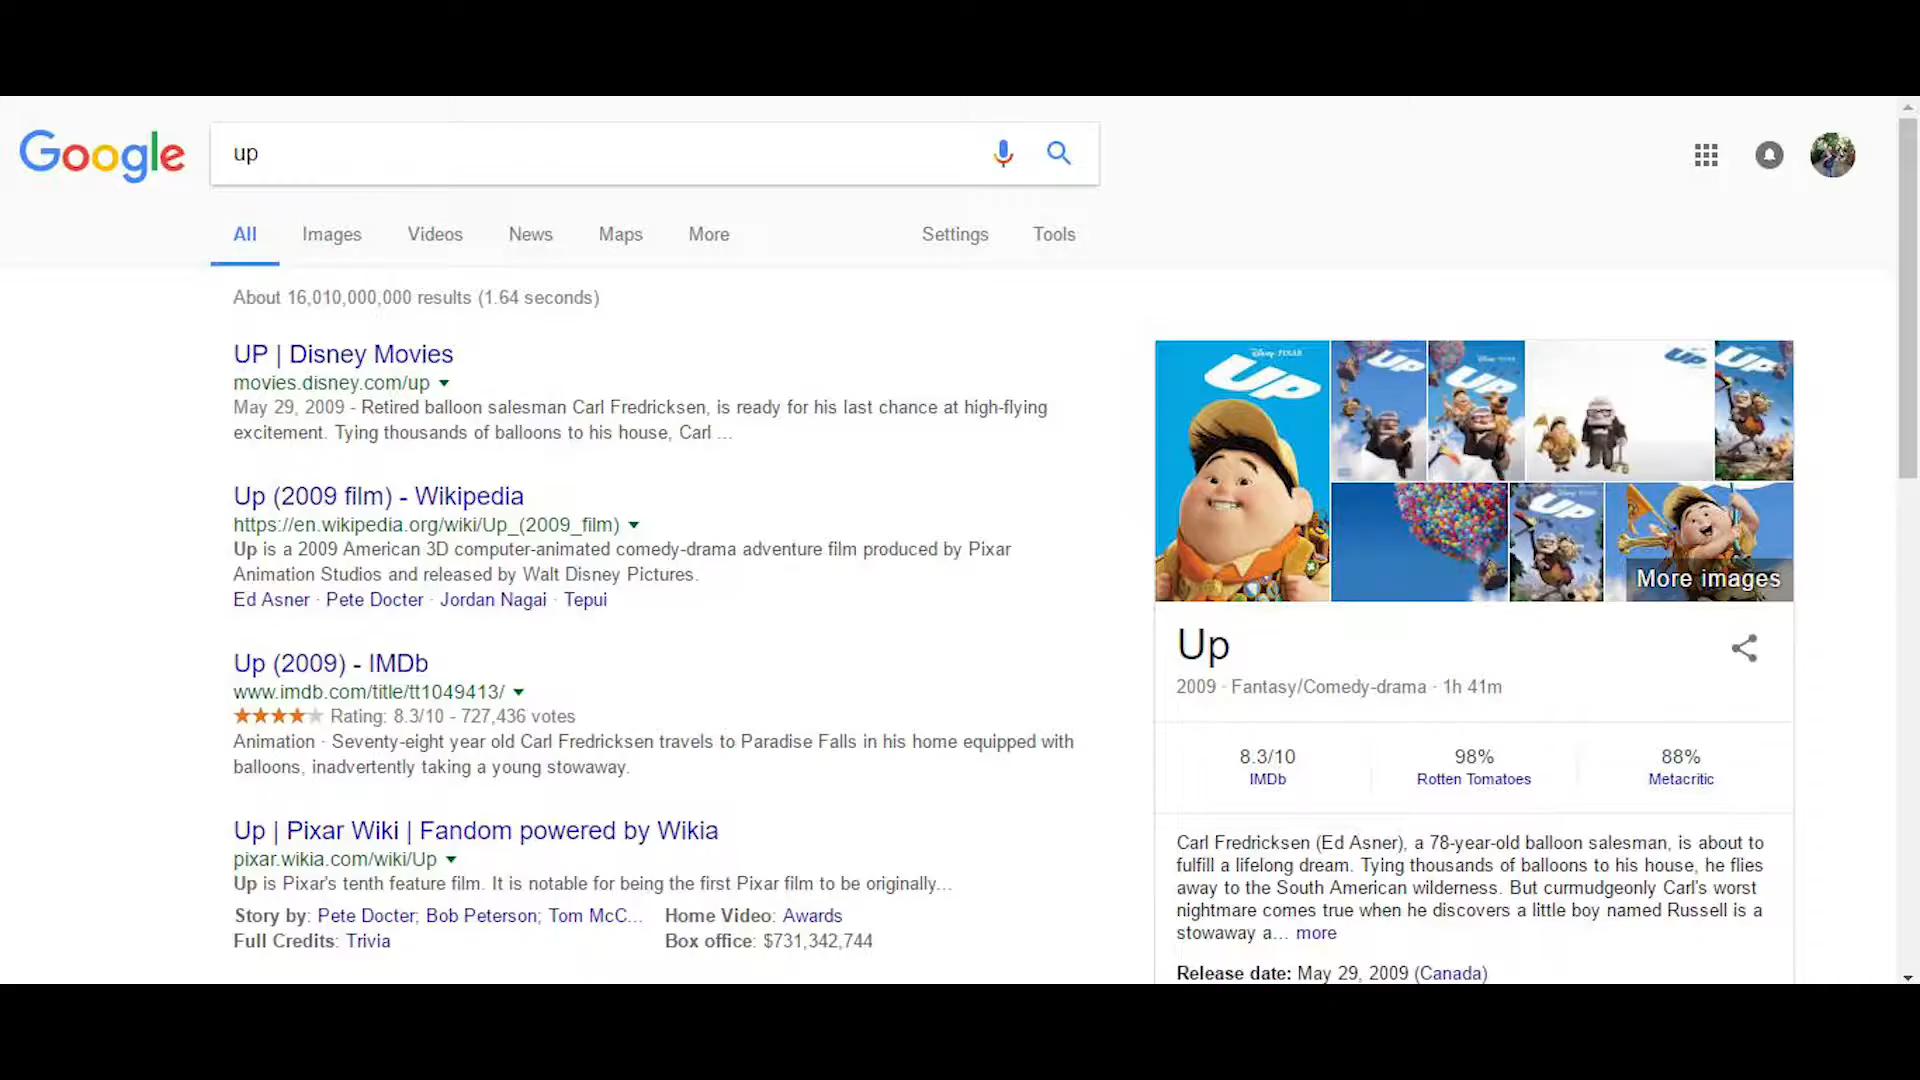 Google
up
All Images Videos News Maps More Settings Tools
About 16,010,000,000 results (1.64 seconds)
UP | Disney Movies
movies.disney.com/up
May 29, 2009 - Retired balloon salesman Carl Fredricksen, is ready for his last chance at high-flying
excitement. Tying thousands of balloons to his house, Carl ...
Up (2009 film) - Wikipedia
https://en.wikipedia.org/wiki/Up_(2009_film)
Up is a 2009 American 3D computer-animated comedy-drama adventure film produced by Pixar
Animation Studios and released by Walt Disney Pictures.
Ed Asner · Pete Docter · Jordan Nagai · Tepui
Up (2009) - IMDb
www.imdb.com/title/tt1049413/
Rating: 8.3/10 - 727,436 votes
Animation · Seventy-eight year old Carl Fredricksen travels to Paradise Falls in his home equipped with
balloons, inadvertently taking a young stowaway.
Up | Pixar Wiki | Fandom powered by Wikia
pixar.wikia.com/wiki/Up
Up is Pixar's tenth feature film. It is notable for being the first Pixar film to be originally...
Story by: Pete Docter; Bob Peterson; Tom McC... Home Video: Awards
Full Credits: Trivia Box office: $731,342,744
Disney PIXAR
UP
UP
UP
UP
UP
UP
More images
Up
2009 · Fantasy/Comedy-drama · 1h 41m
8.3/10 98% 88%
IMDb Rotten Tomatoes Metacritic
Carl Fredricksen (Ed Asner), a 78-year-old balloon salesman, is about to
fulfill a lifelong dream. Tying thousands of balloons to his house, he flies
away to the South American wilderness. But curmudgeonly Carl's worst
nightmare comes true when he discovers a little boy named Russell is a
stowaway a... more
Release date: May 29, 2009 (Canada)